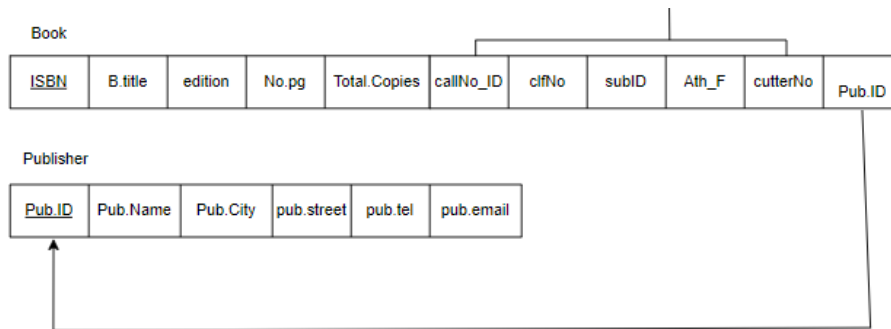 Book
ISBN B.title edition No.pg Total.Copies callNo_ID clfNo subID Ath_F cutterNo Pub.ID
Publisher
Pub.ID Pub.Name Pub.City pub.street pub.tel pub.email